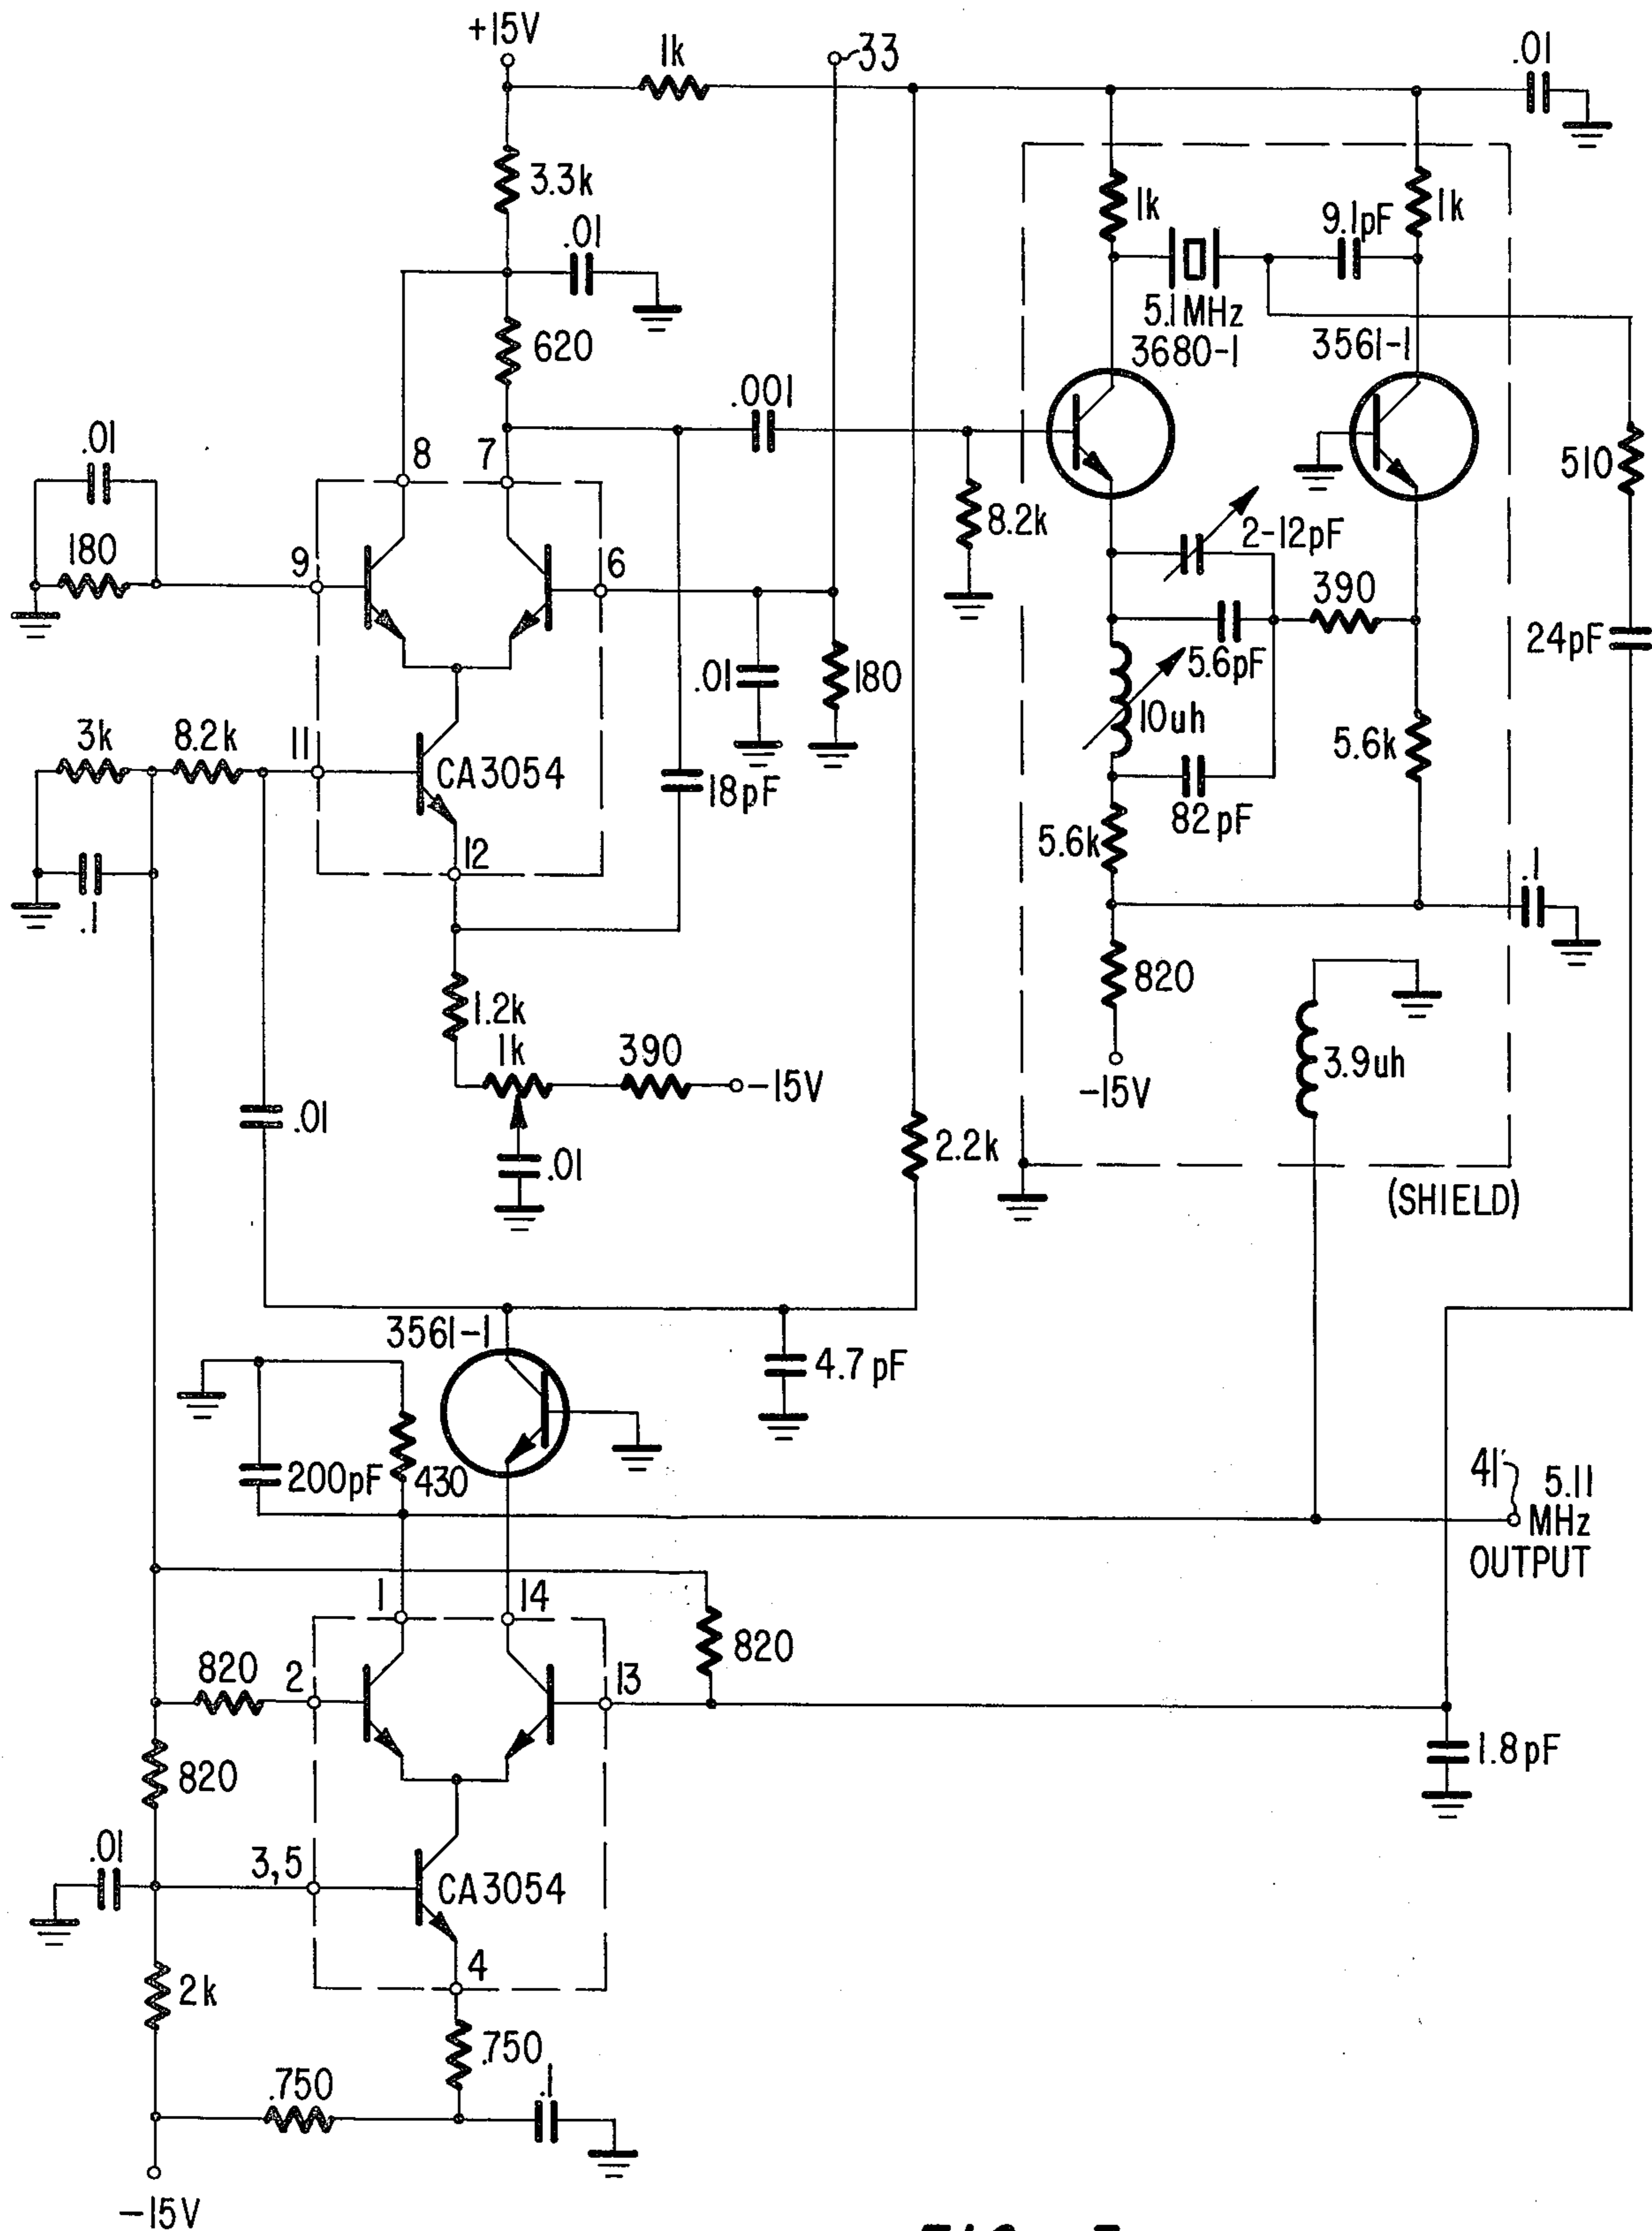 +15V
1k
33
.01
3.3k
.01
1k
9.1pF
1k
5.1MHz
3680-1
3561-1
620
.001
.01
8
7
510
180
9
6
8.2k
2-12pF
390
24pF
.01
180
5.6pF
10uh
3k
8.2k
11
CA3054
18pF
5.6k
82pF
5.6k
12
.1
.1
820
1.2k
1k
390
-15V
-15V
3.9uh
.01
.01
2.2k
(SHIELD)
3561-1
4.7pF
200pF
430
41
5.11
MHz
OUTPUT
1
14
820
820
2
13
820
1.8pF
.01
3,5
CA3054
4
2k
.750
.750
.1
-15V